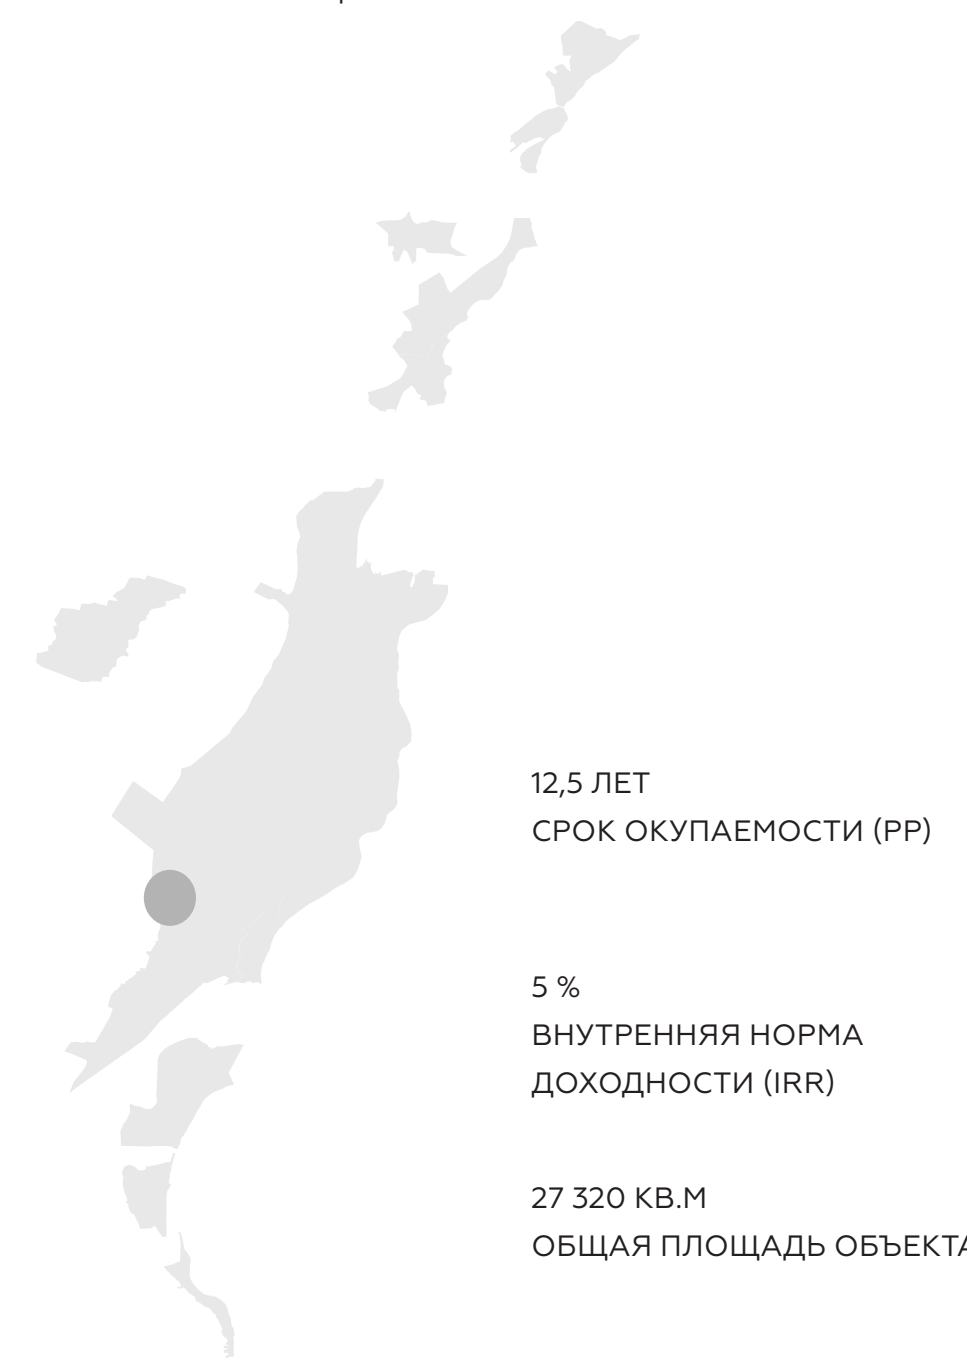 12,5 ЛЕТ
СРОК ОКУПАЕМОСТИ (PP)
5 %
ВНУТРЕННЯЯ НОРМА
ДОХОДНОСТИ (IRR)
27 320 КВ.М
ОБЩАЯ ПЛОЩАДЬ ОБЪЕКТА